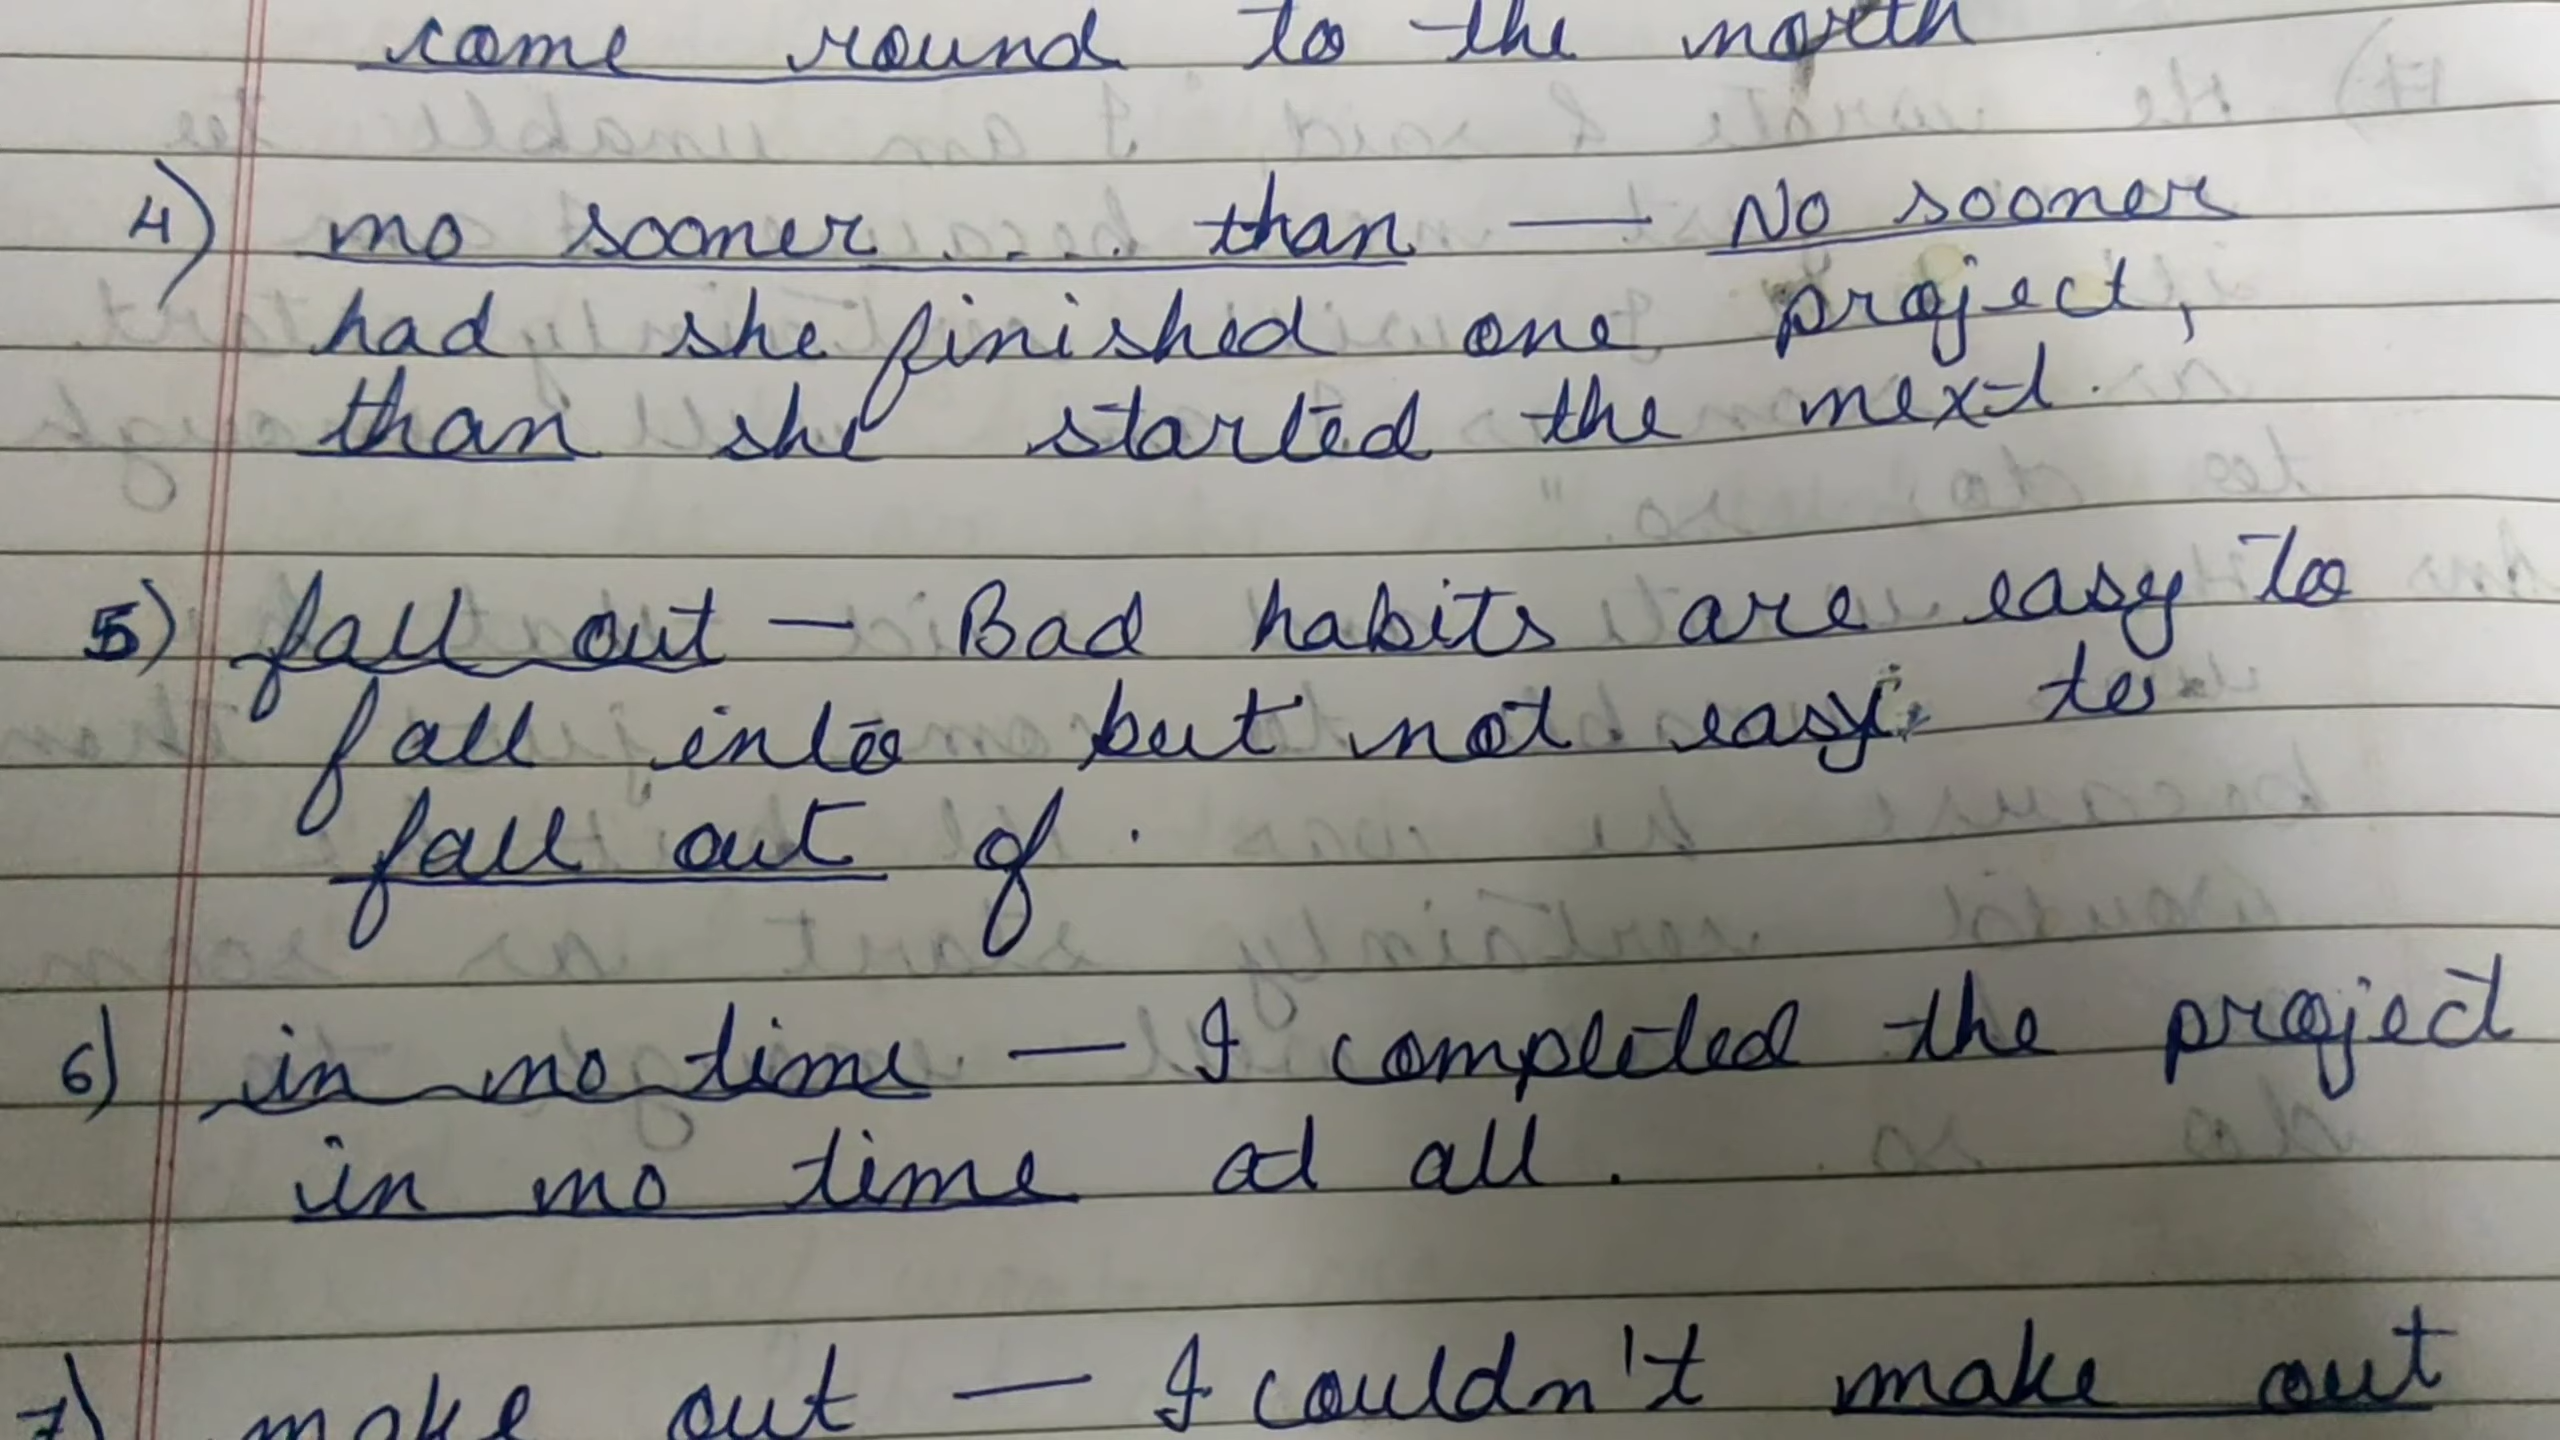 come round to the north
4) no sooner . . . than — No sooner
had she finished one project,
than she started the next.
5) fall out — Bad habits are easy to
fall into but not easy to
fall out of.
6) in no time — I completed the project
in no time at all.
7) make out — I couldn't make out